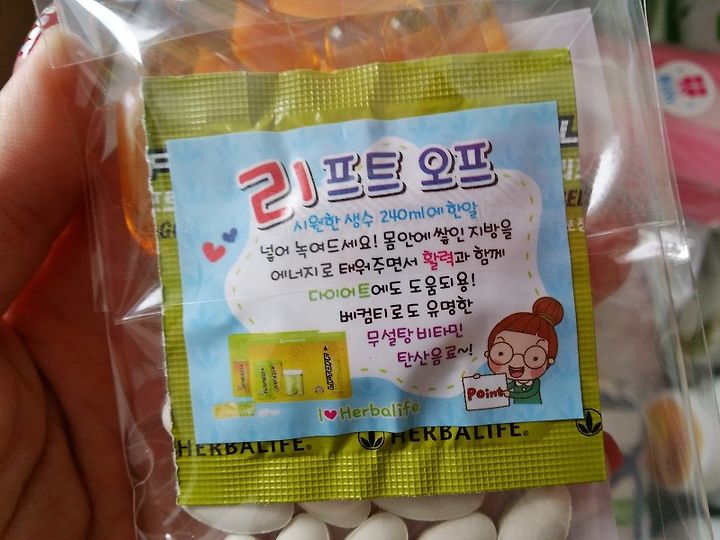 리프트 오프
시원한 생수 240ml에 한알
넣어 녹여드세요! 몸안에 쌓인 지방을
에너지로 태워주면서 활력과 함께
다이어트에도 도움되용!
베컴티로도 유명한
무설탕 비타민
탄산음료~!
Point
I ♥ Herbalife
HERBALIFE® HERBALIFE®